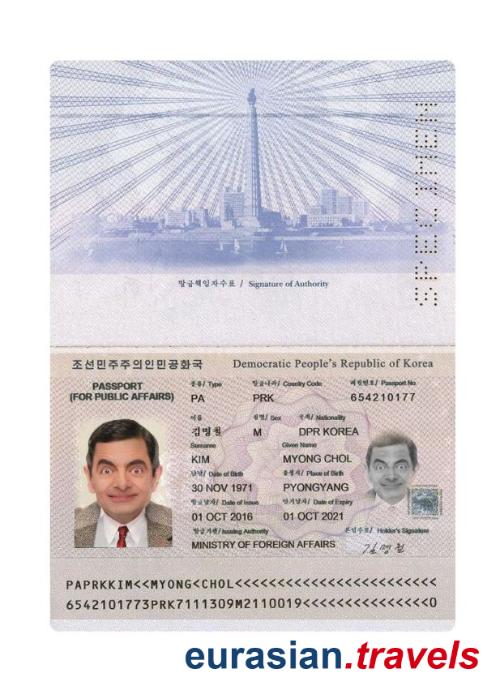 SPECIMEN
발급책임자수표 / Signature of Authority
조선민주주의인민공화국 Democratic People's Republic of Korea
PASSPORT
(FOR PUBLIC AFFAIRS)
종류/ Type 발급나라/ Country Code 려권번호/ Passport No
PA PRK 654210177
이름 성별/ Sex 국적/ Nationality
김명철 M DPR KOREA
Surname Given Name
KIM MYONG CHOL
난날/ Date of Birth 출생지/ Place of Birth
30 NOV 1971 PYONGYANG
발급날자/ Date of Issue 만기날자/ Date of Expiry
01 OCT 2016 01 OCT 2021
발급기관/Issuing Authority 본인수표/ Holder's Signature
MINISTRY OF FOREIGN AFFAIRS
PAPRKKIM<<MYONG<CHOL<<<<<<<<<<<<<<<<<<<<<<<<
6542101773PRK7111309M2110019<<<<<<<<<<<<<<<0
eurasian.travels